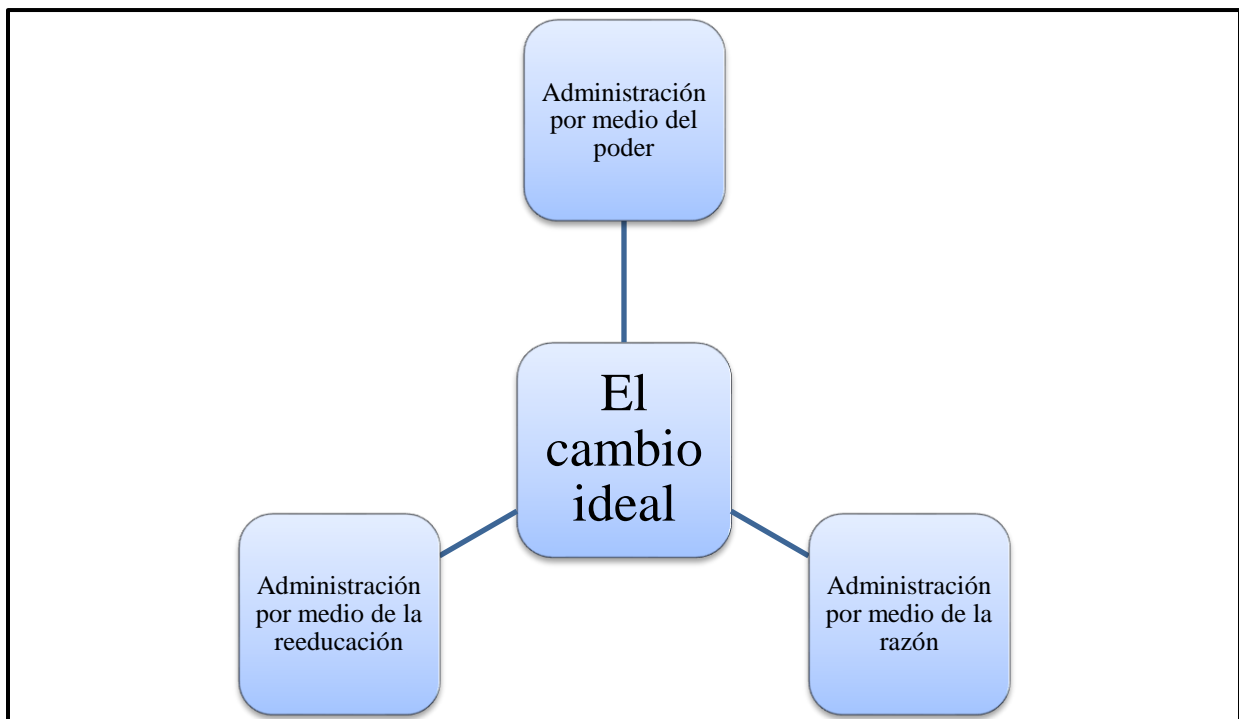 Administración
por medio del
poder
El
cambio
ideal
Administración
por medio de la
reeducación
Administración
por medio de la
razón